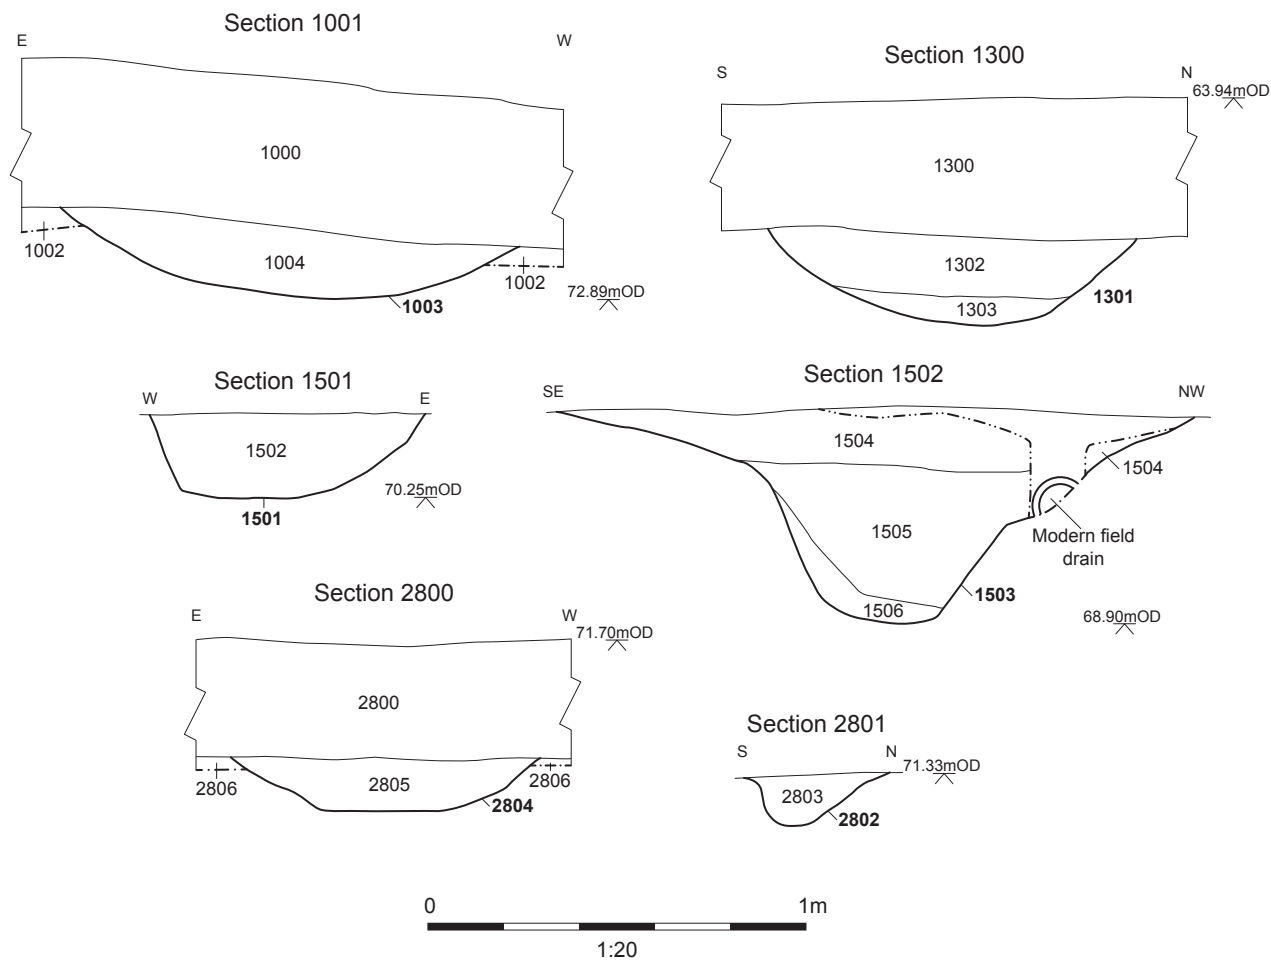 Section 1001
E W
1000
1002
1004
1002
1003
72.89mOD
Section 1300
S N
63.94mOD
1300
1302
1303
1301
Section 1501
W E
1502
70.25mOD
1501
Section 1502
SE NW
1504
1504
1505
Modern field
drain
1506
1503
68.90mOD
Section 2800
E W
71.70mOD
2800
2806
2805
2806
2804
Section 2801
S N
71.33mOD
2803
2802
0 1m
1:20